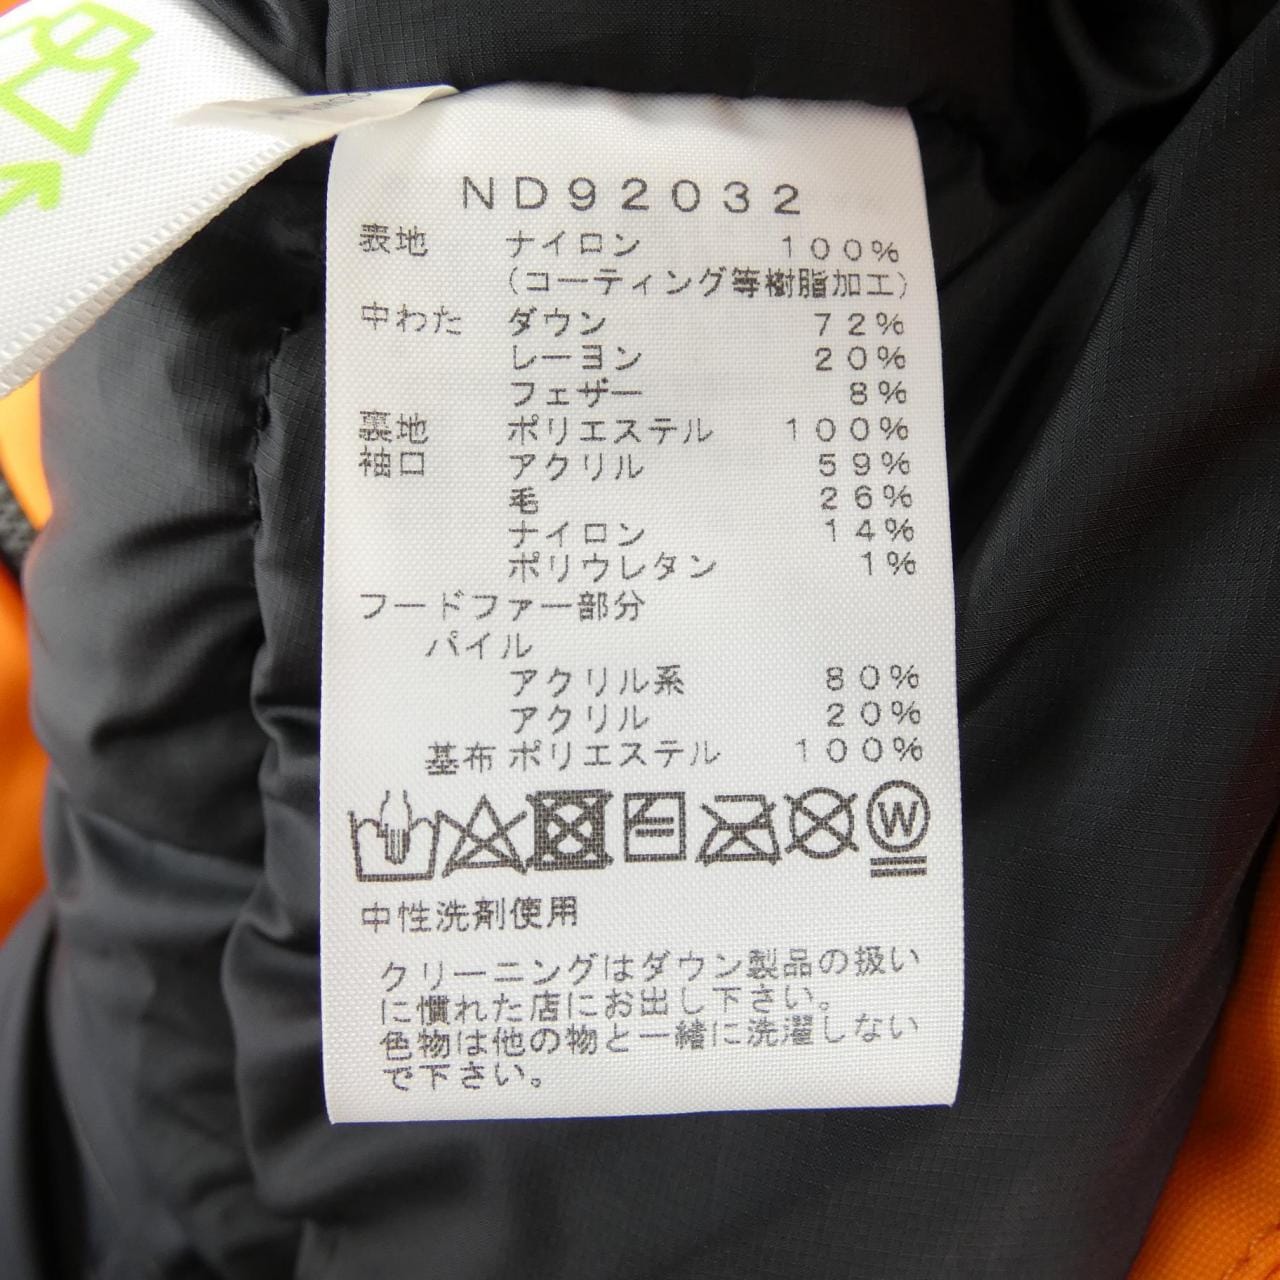 ND92032
表地 ナイロン 100%
(コーティング等樹脂加工)
中わた ダウン 72%
レーヨン 20%
フェザー 8%
裏地 ポリエステル 100%
袖口 アクリル 59%
毛 26%
ナイロン 14%
ポリウレタン 1%
フードファー部分
パイル
アクリル系 80%
アクリル 20%
基布 ポリエステル 100%
W
中性洗剤使用
クリーニングはダウン製品の扱い
に慣れた店にお出し下さい。
色物は他の物と一緒に洗濯しない
で下さい。